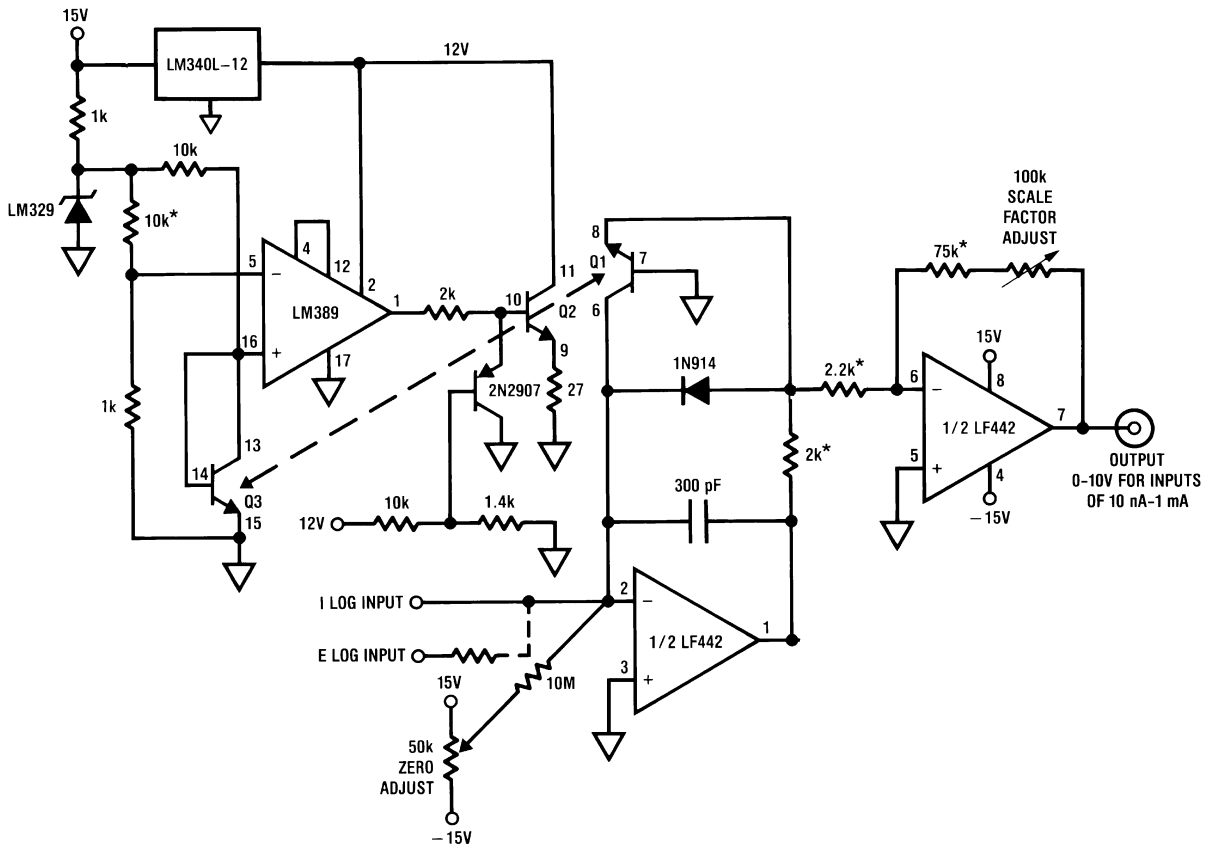 15V
LM340L–12
12V
1k
10k
LM329
10k*
4
12
5
–
2
LM389
1
2k
10
11
Q2
9
16
+
17
2N2907
27
1k
14
13
Q3
15
12V
10k
1.4k
8
Q1
7
6
1N914
2.2k*
2k*
300 pF
100k
SCALE
FACTOR
ADJUST
75k*
15V
6
–
8
1/2 LF442
7
5
+
4
–15V
OUTPUT
0–10V FOR INPUTS
OF 10 nA–1 mA
I LOG INPUT
E LOG INPUT
2
–
1/2 LF442
1
3
+
10M
15V
50k
ZERO
ADJUST
–15V